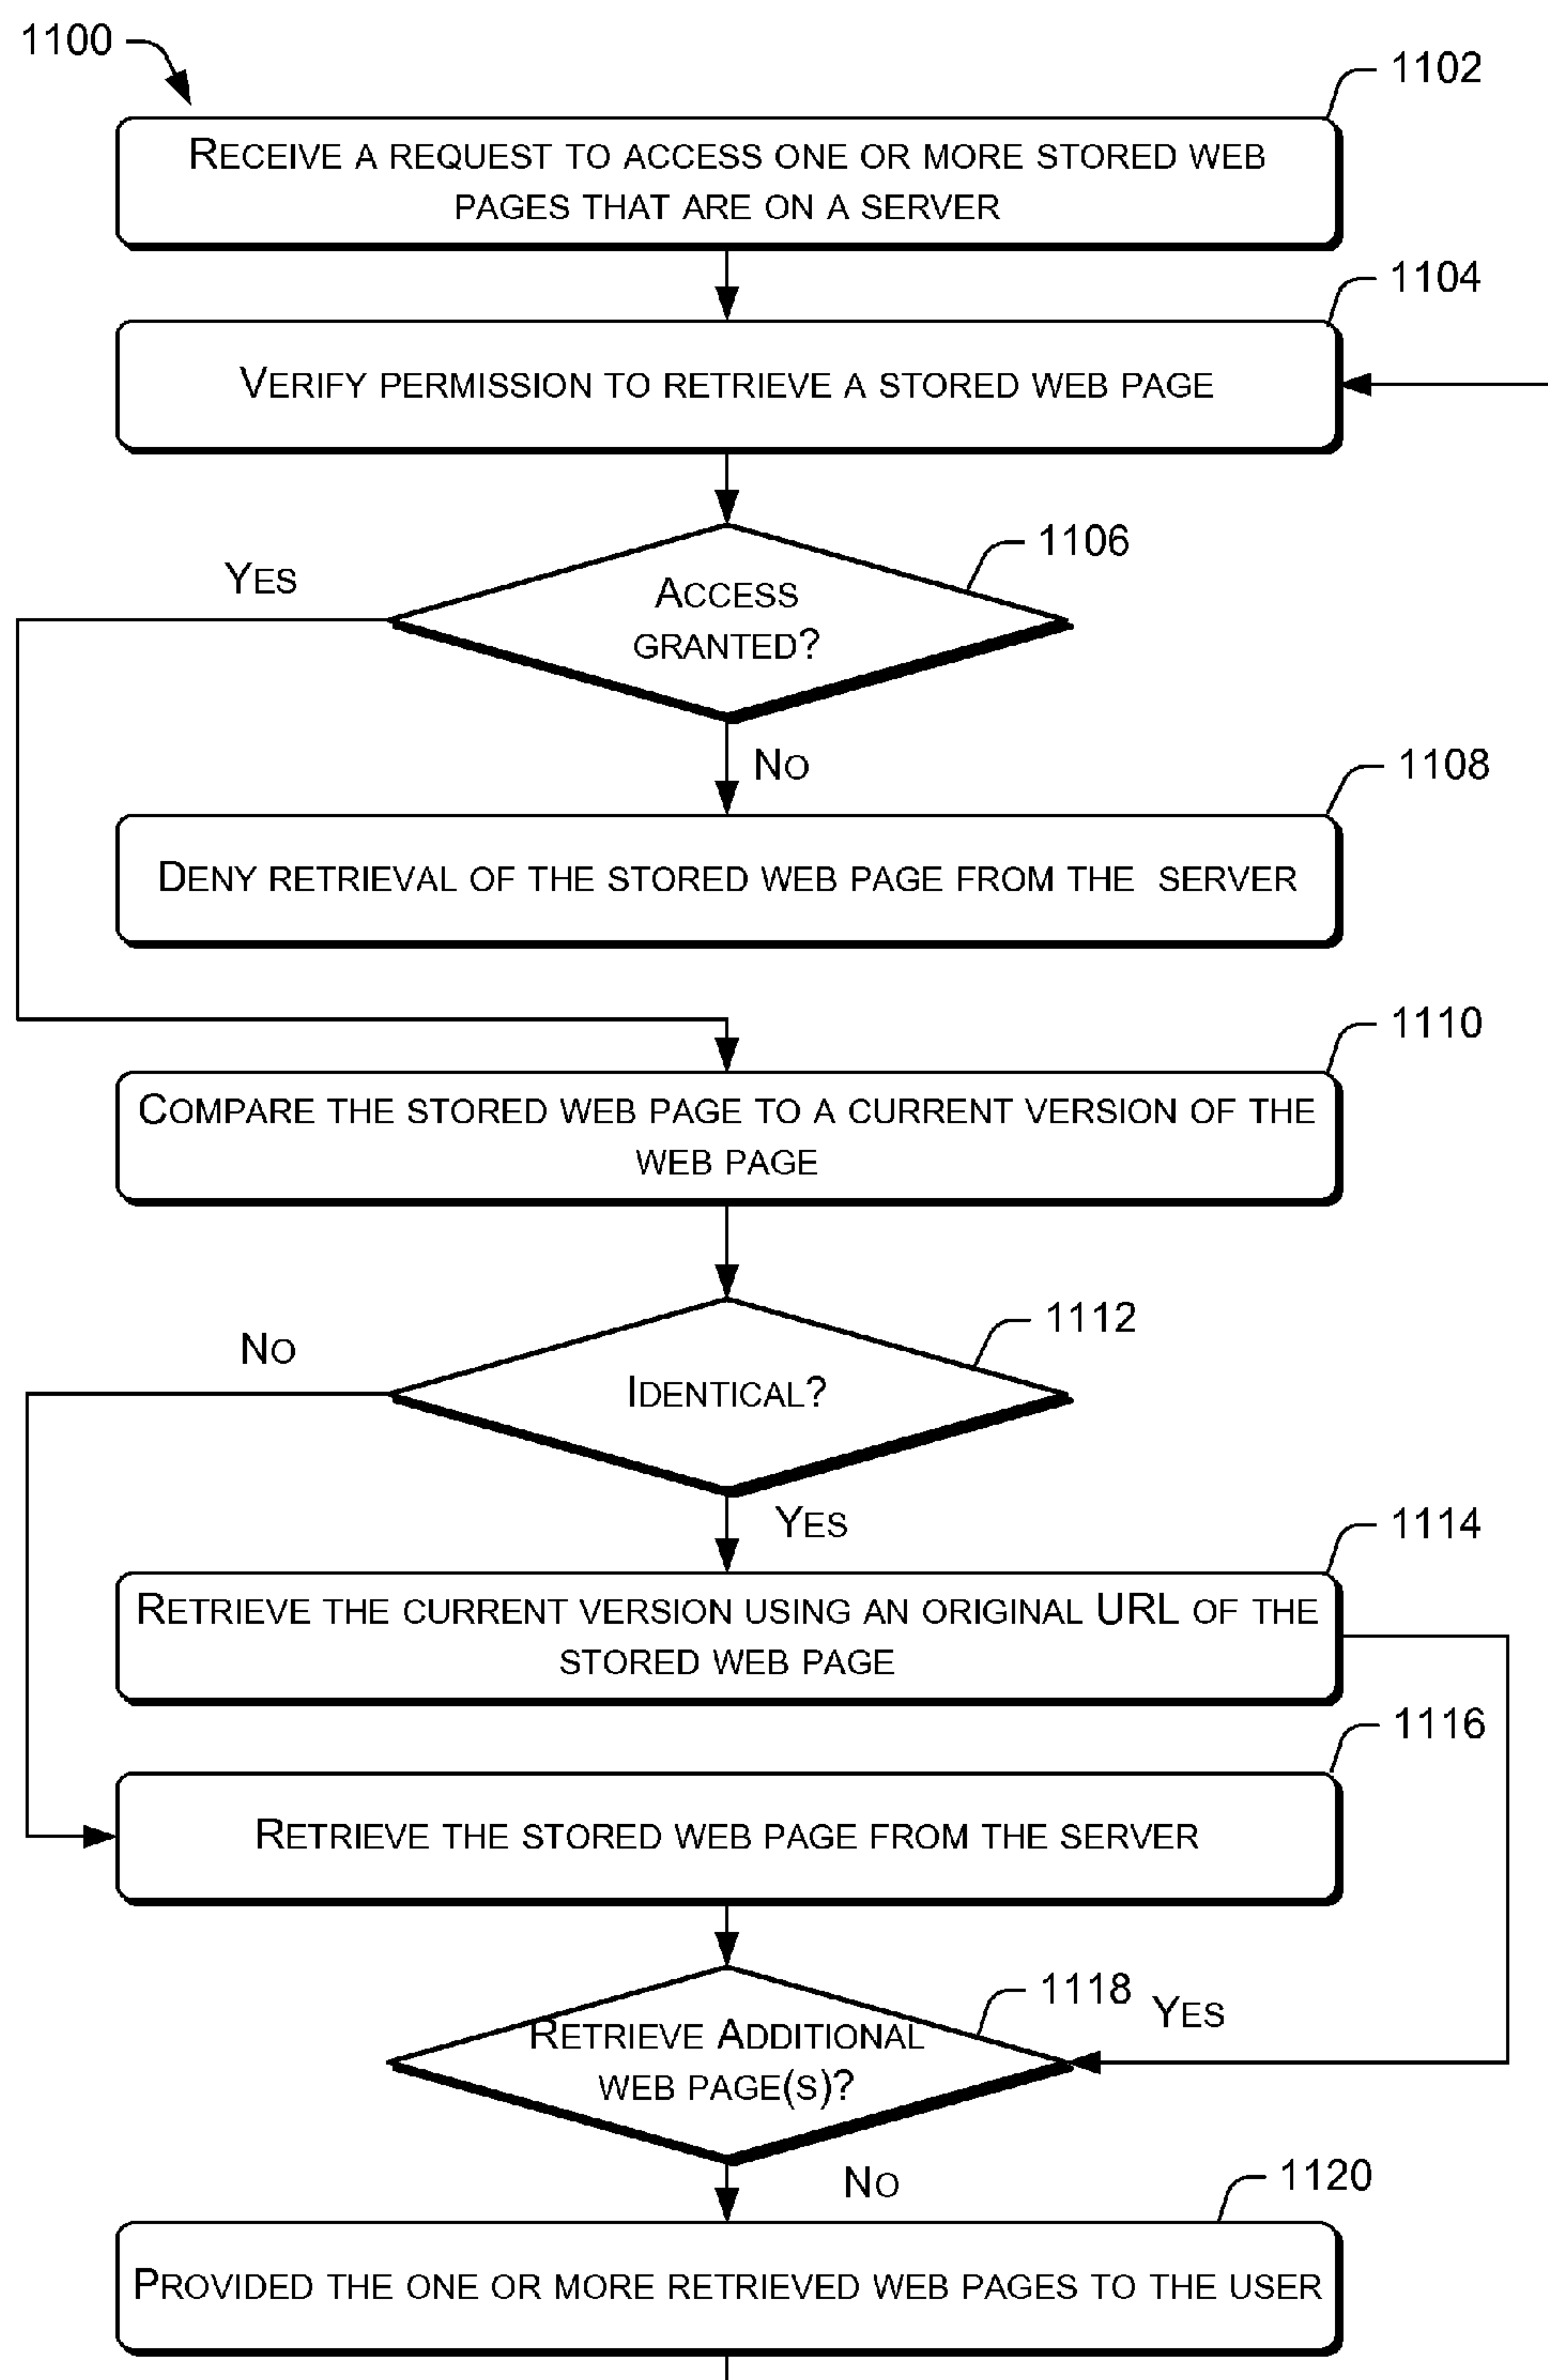 1100
1102
RECEIVE A REQUEST TO ACCESS ONE OR MORE STORED WEB
PAGES THAT ARE ON A SERVER
1104
VERIFY PERMISSION TO RETRIEVE A STORED WEB PAGE
1106
YES
ACCESS
GRANTED?
NO
1108
DENY RETRIEVAL OF THE STORED WEB PAGE FROM THE SERVER
1110
COMPARE THE STORED WEB PAGE TO A CURRENT VERSION OF THE
WEB PAGE
1112
NO
IDENTICAL?
YES
1114
RETRIEVE THE CURRENT VERSION USING AN ORIGINAL URL OF THE
STORED WEB PAGE
1116
RETRIEVE THE STORED WEB PAGE FROM THE SERVER
1118
YES
RETRIEVE ADDITIONAL
WEB PAGE(S)?
NO
1120
PROVIDED THE ONE OR MORE RETRIEVED WEB PAGES TO THE USER